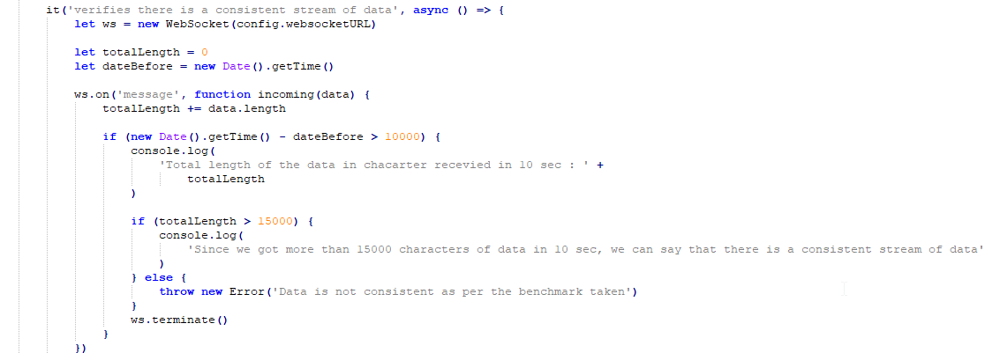 it('verifies there is a consistent stream of data', async () => {
let ws = new WebSocket(config.websocketURL)
let totalLength = 0
let dateBefore = new Date().getTime()
ws.on('message', function incoming(data) {
totalLength += data.length
if (new Date().getTime() - dateBefore > 10000) {
console.log(
'Total length of the data in chacarter recevied in 10 sec : ' +
totalLength
)
if (totalLength > 15000) {
console.log(
'Since we got more than 15000 characters of data in 10 sec, we can say that there is a consistent stream of data'
)
} else {
throw new Error('Data is not consistent as per the benchmark taken')
}
ws.terminate()
}
})